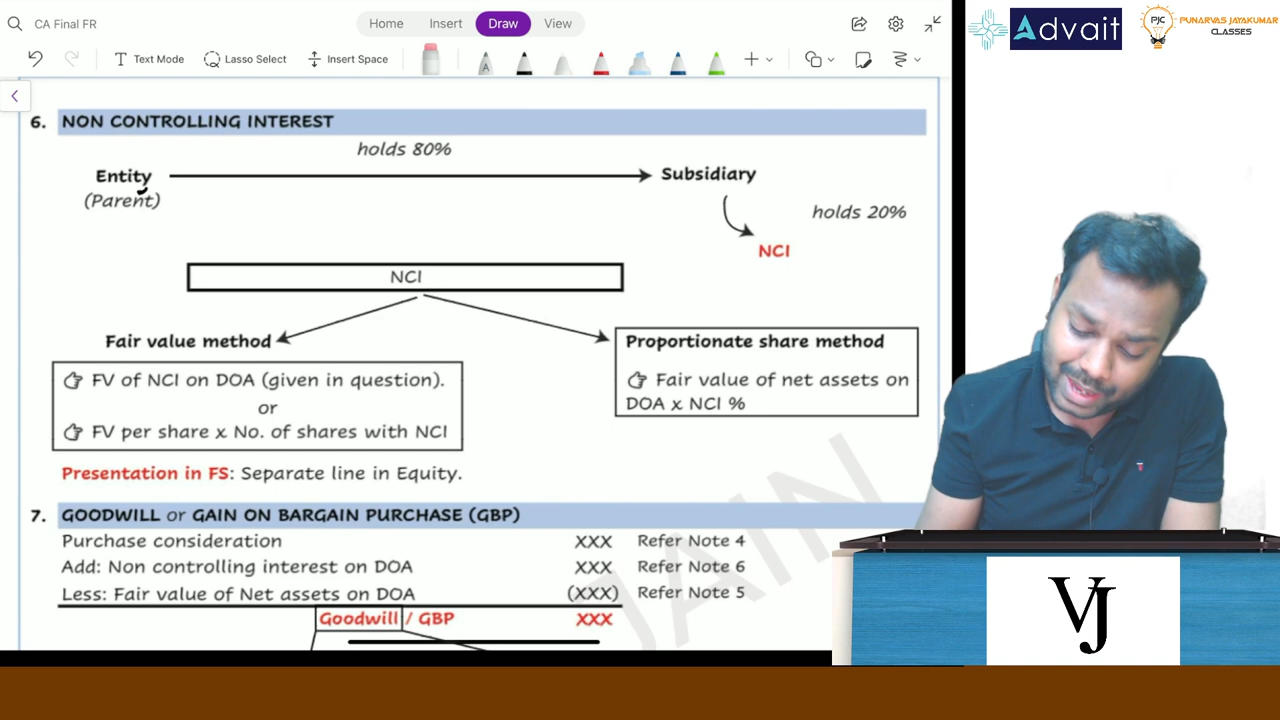 CA Final FR
Home Insert Draw View
Advait
PJC PUNARVAS JAYAKUMAR CLASSES
A
Text Mode Lasso Select Insert Space
6. NON CONTROLLING INTEREST
holds 80%
Entity Subsidiary
(Parent)
holds 20%
NCI
NCI
Fair value method
FV of NCI on DOA (given in question).
or
FV per share x No. of shares with NCI
Proportionate share method
Fair value of net assets on
DOA x NCI %
Presentation in FS: Separate line in Equity.
7. GOODWILL or GAIN ON BARGAIN PURCHASE (GBP)
Purchase consideration XXX Refer Note 4
Add: Non controlling interest on DOA XXX Refer Note 6
Less: Fair value of Net assets on DOA (XXX) Refer Note 5
Goodwill / GBP XXX
JAIN
VJ